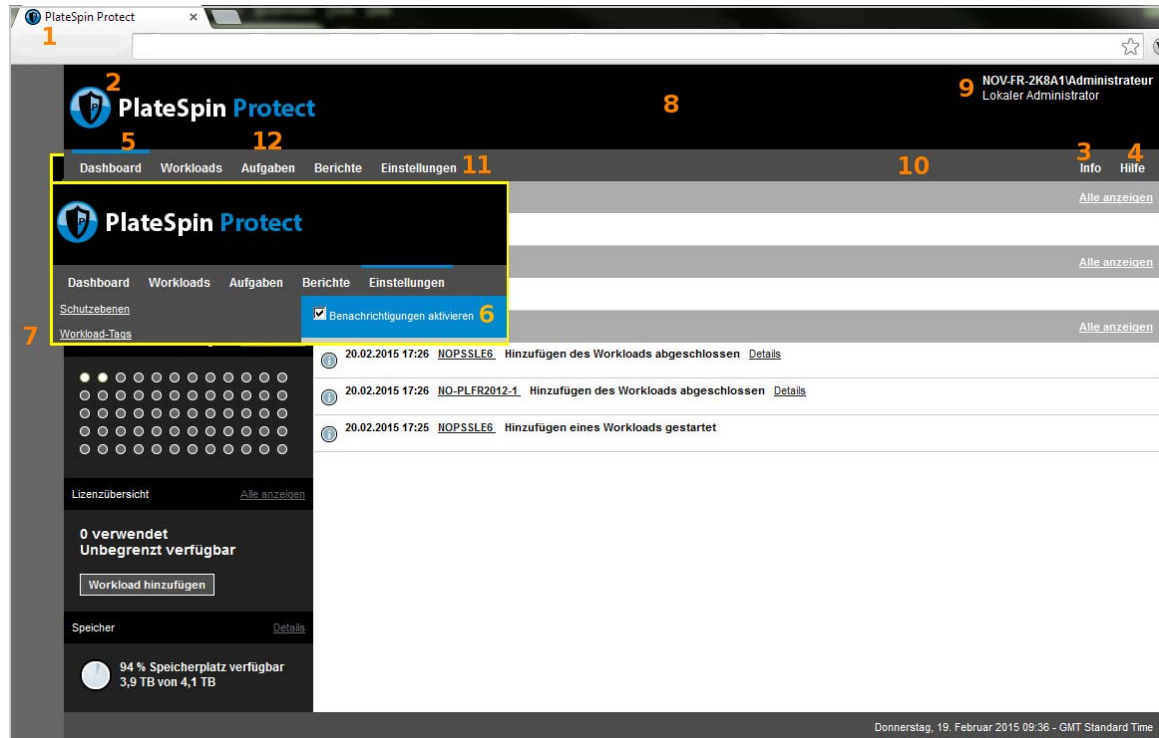 PlateSpin Protect ×
1
2
PlateSpin Protect
8
9 NOV-FR-2K8A1\Administrateur
Lokaler Administrator
5 12
3 4
Dashboard Workloads Aufgaben Berichte Einstellungen 11 10 Info Hilfe
Alle anzeigen
PlateSpin Protect
Alle anzeigen
Dashboard Workloads Aufgaben Berichte Einstellungen
Schutzebenen
Benachrichtigungen aktivieren 6
7 Workload-Tags
Alle anzeigen
20.02.2015 17:26 NOPSSLE6 Hinzufügen des Workloads abgeschlossen Details
20.02.2015 17:26 NO-PLFR2012-1 Hinzufügen des Workloads abgeschlossen Details
20.02.2015 17:25 NOPSSLE6 Hinzufügen eines Workloads gestartet
Lizenzübersicht Alle anzeigen
0 verwendet
Unbegrenzt verfügbar
Workload hinzufügen
Speicher Details
94 % Speicherplatz verfügbar
3,9 TB von 4,1 TB
Donnerstag, 19. Februar 2015 09:36 - GMT Standard Time